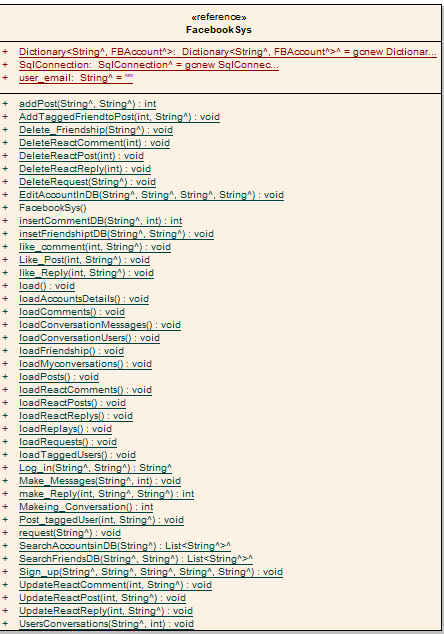 «reference»
FacebookSys
+ Dictionary<String^, FBAccount^>: Dictionary<String^, FBAccount^>^ = gcnew Dictionar...
+ SqlConnection: SqlConnection^ = gcnew SqlConnec...
+ user_email: String^ = ""
+ addPost(String^, String^) : int
+ AddTaggedFriendtoPost(int, String^) : void
+ Delete_Friendship(String^) : void
+ DeleteReactComment(int) : void
+ DeleteReactPost(int) : void
+ DeleteReactReply(int) : void
+ DeleteRequest(String^) : void
+ EditAccountInDB(String^, String^, String^, String^) : void
+ FacebookSys()
+ insertCommentDB(String^, int) : int
+ insetFriendshiptDB(String^, String^) : void
+ like_comment(int, String^) : void
+ Like_Post(int, String^) : void
+ like_Reply(int, String^) : void
+ load() : void
+ loadAccountsDetails() : void
+ loadComments() : void
+ loadConversationMessages() : void
+ loadConversationUsers() : void
+ loadFriendship() : void
+ loadMyconversations() : void
+ loadPosts() : void
+ loadReactComments() : void
+ loadReactPosts() : void
+ loadReactReplys() : void
+ loadReplays() : void
+ loadRequests() : void
+ loadTaggedUsers() : void
+ Log_in(String^, String^) : String^
+ Make_Messages(String^, int) : void
+ make_Reply(int, String^, String^) : int
+ Makeing_Conversation() : int
+ Post_taggedUser(int, String^) : void
+ request(String^) : void
+ SearchAccountsinDB(String^) : List<String^>^
+ SearchFriendsDB(String^, String^) : List<String^>^
+ Sign_up(String^, String^, String^, String^, String^) : void
+ UpdateReactComment(int, String^) : void
+ UpdateReactPost(int, String^) : void
+ UpdateReactReply(int, String^) : void
+ UsersConversations(String^, int) : void